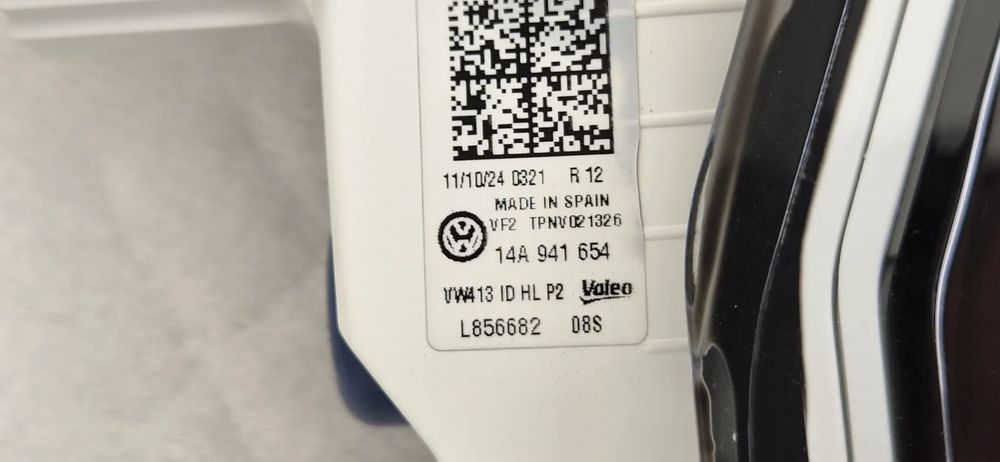 11/10/24 0321 R 12
MADE IN SPAIN
VF2 TPNV021326
14A 941 654
VW413 ID HL P2 Valeo
L856682 08S